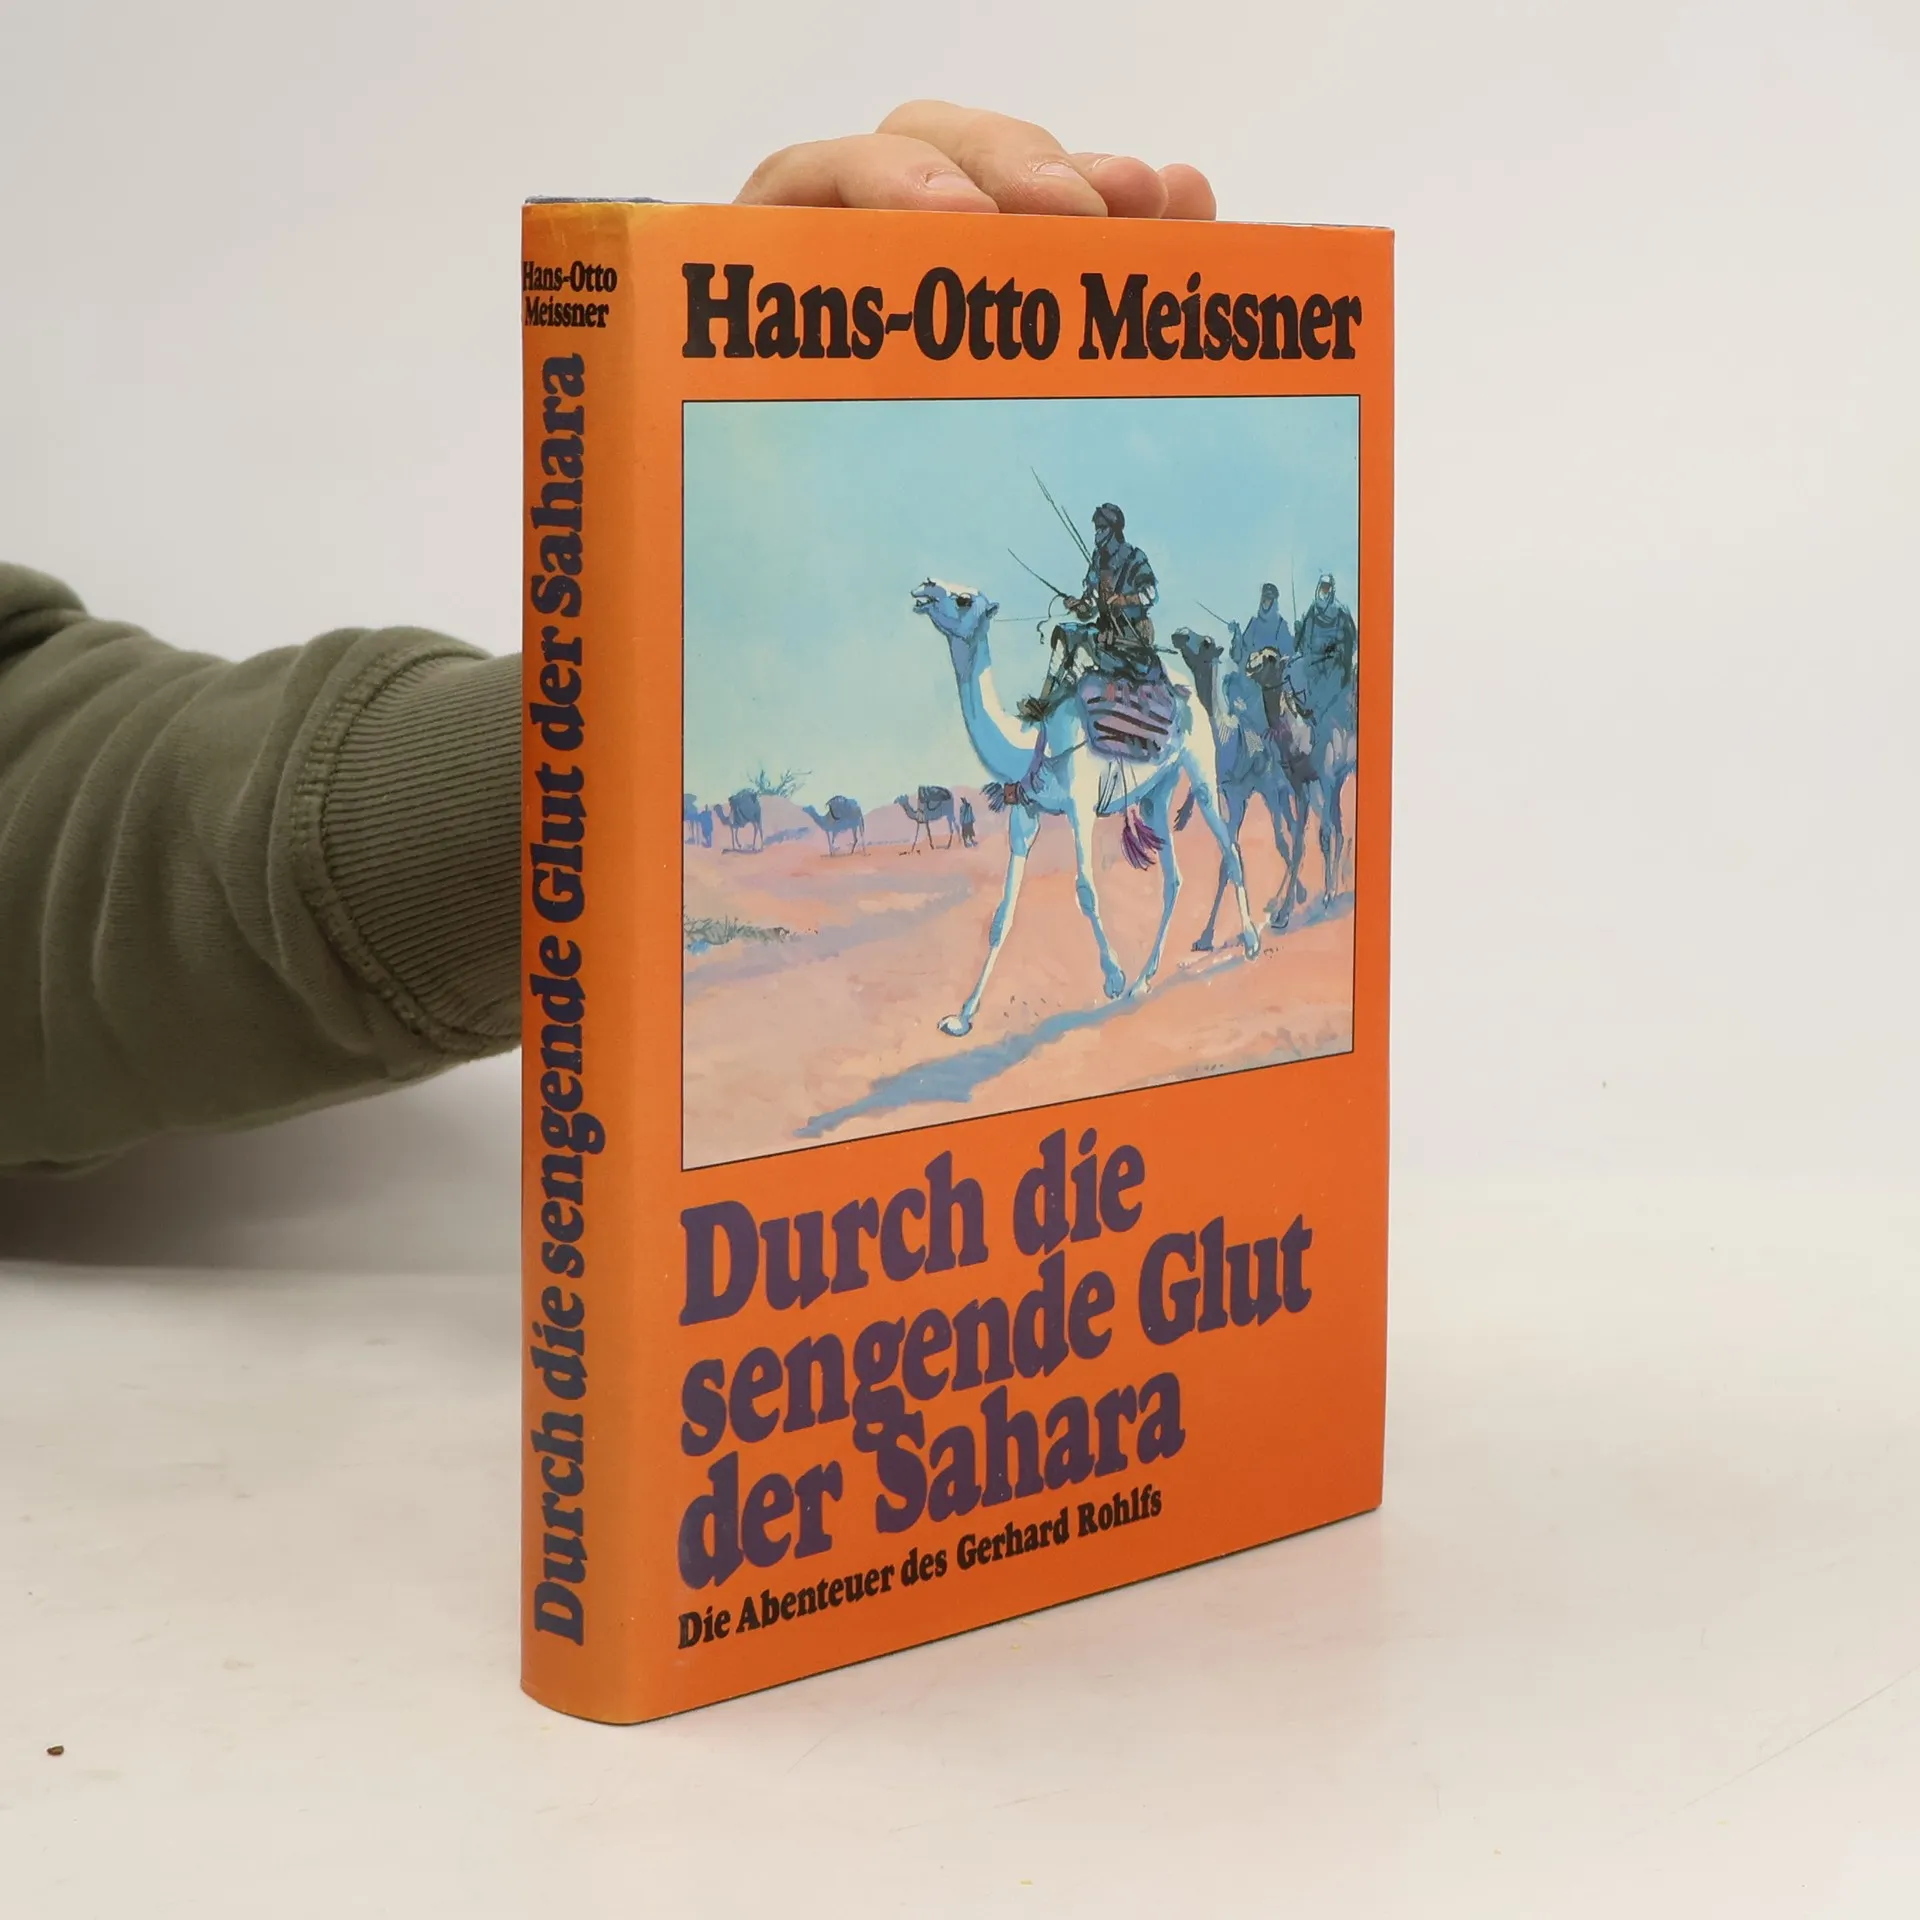 Hans-Otto
Meissner
Durch die sengende Glut der Sahara
Hans-Otto Meissner
Durch die
sengende Glut
der Sahara
Die Abenteuer des Gerhard Rohlfs